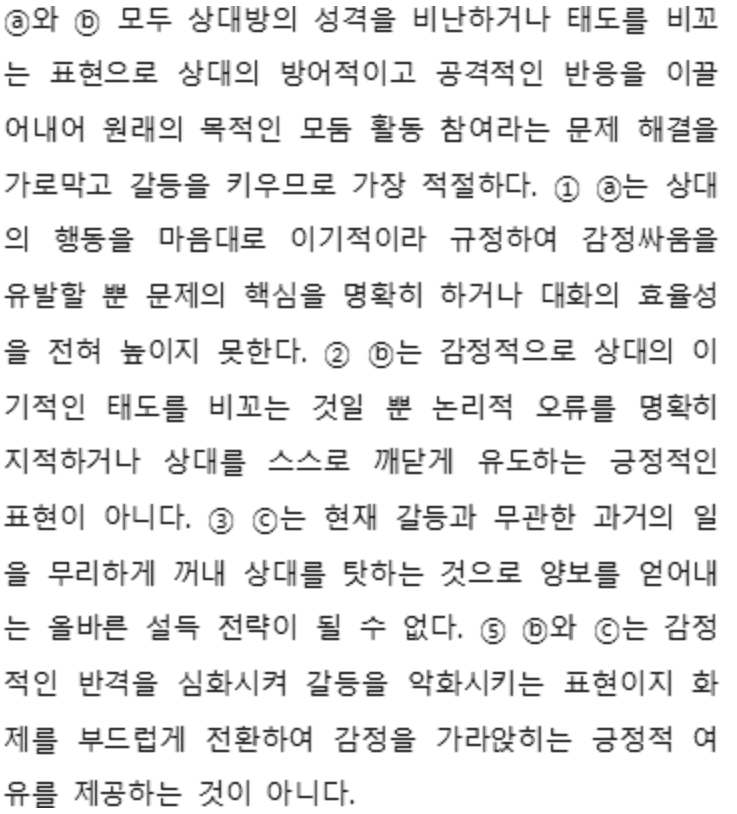 ⓐ와 ⓑ 모두 상대방의 성격을 비난하거나 태도를 비꼬
는 표현으로 상대의 방어적이고 공격적인 반응을 이끌
어내어 원래의 목적인 모둠 활동 참여라는 문제 해결을
가로막고 갈등을 키우므로 가장 적절하다. ① ⓐ는 상대
의 행동을 마음대로 이기적이라 규정하여 감정싸움을
유발할 뿐 문제의 핵심을 명확히 하거나 대화의 효율성
을 전혀 높이지 못한다. ② ⓑ는 감정적으로 상대의 이
기적인 태도를 비꼬는 것일 뿐 논리적 오류를 명확히
지적하거나 상대를 스스로 깨닫게 유도하는 긍정적인
표현이 아니다. ③ ⓒ는 현재 갈등과 무관한 과거의 일
을 무리하게 꺼내 상대를 탓하는 것으로 양보를 얻어내
는 올바른 설득 전략이 될 수 없다. ⑤ ⓑ와 ⓒ는 감정
적인 반격을 심화시켜 갈등을 악화시키는 표현이지 화
제를 부드럽게 전환하여 감정을 가라앉히는 긍정적 여
유를 제공하는 것이 아니다.